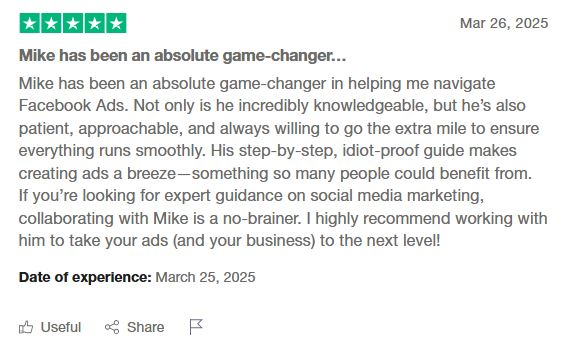 Mar 26, 2025
Mike has been an absolute game-changer…
Mike has been an absolute game-changer in helping me navigate
Facebook Ads. Not only is he incredibly knowledgeable, but he’s also
patient, approachable, and always willing to go the extra mile to ensure
everything runs smoothly. His step-by-step, idiot-proof guide makes
creating ads a breeze—something so many people could benefit from.
If you’re looking for expert guidance on social media marketing,
collaborating with Mike is a no-brainer. I highly recommend working with
him to take your ads (and your business) to the next level!
Date of experience: March 25, 2025
Useful Share